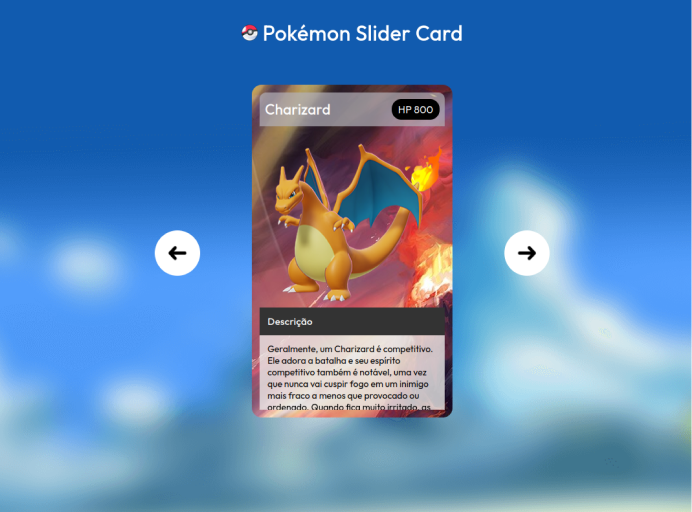 Pokémon Slider Card
Charizard
HP 800
Descrição
Geralmente, um Charizard é competitivo.
Ele adora a batalha e seu espírito
competitivo também é notável, uma vez
que nunca vai cuspir fogo em um inimigo
mais fraco a menos que provocado ou
ordenado. Quando fica muito irritado, as